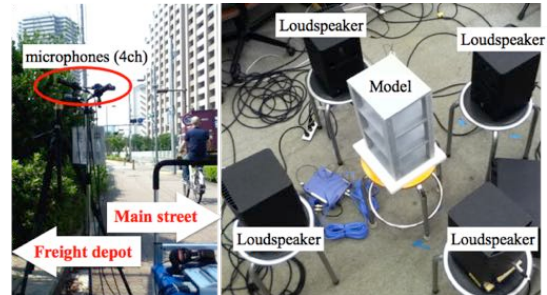 microphones (4ch)
Main street
Freight depot
Loudspeaker
Loudspeaker
Model
Loudspeaker
Loudspeaker